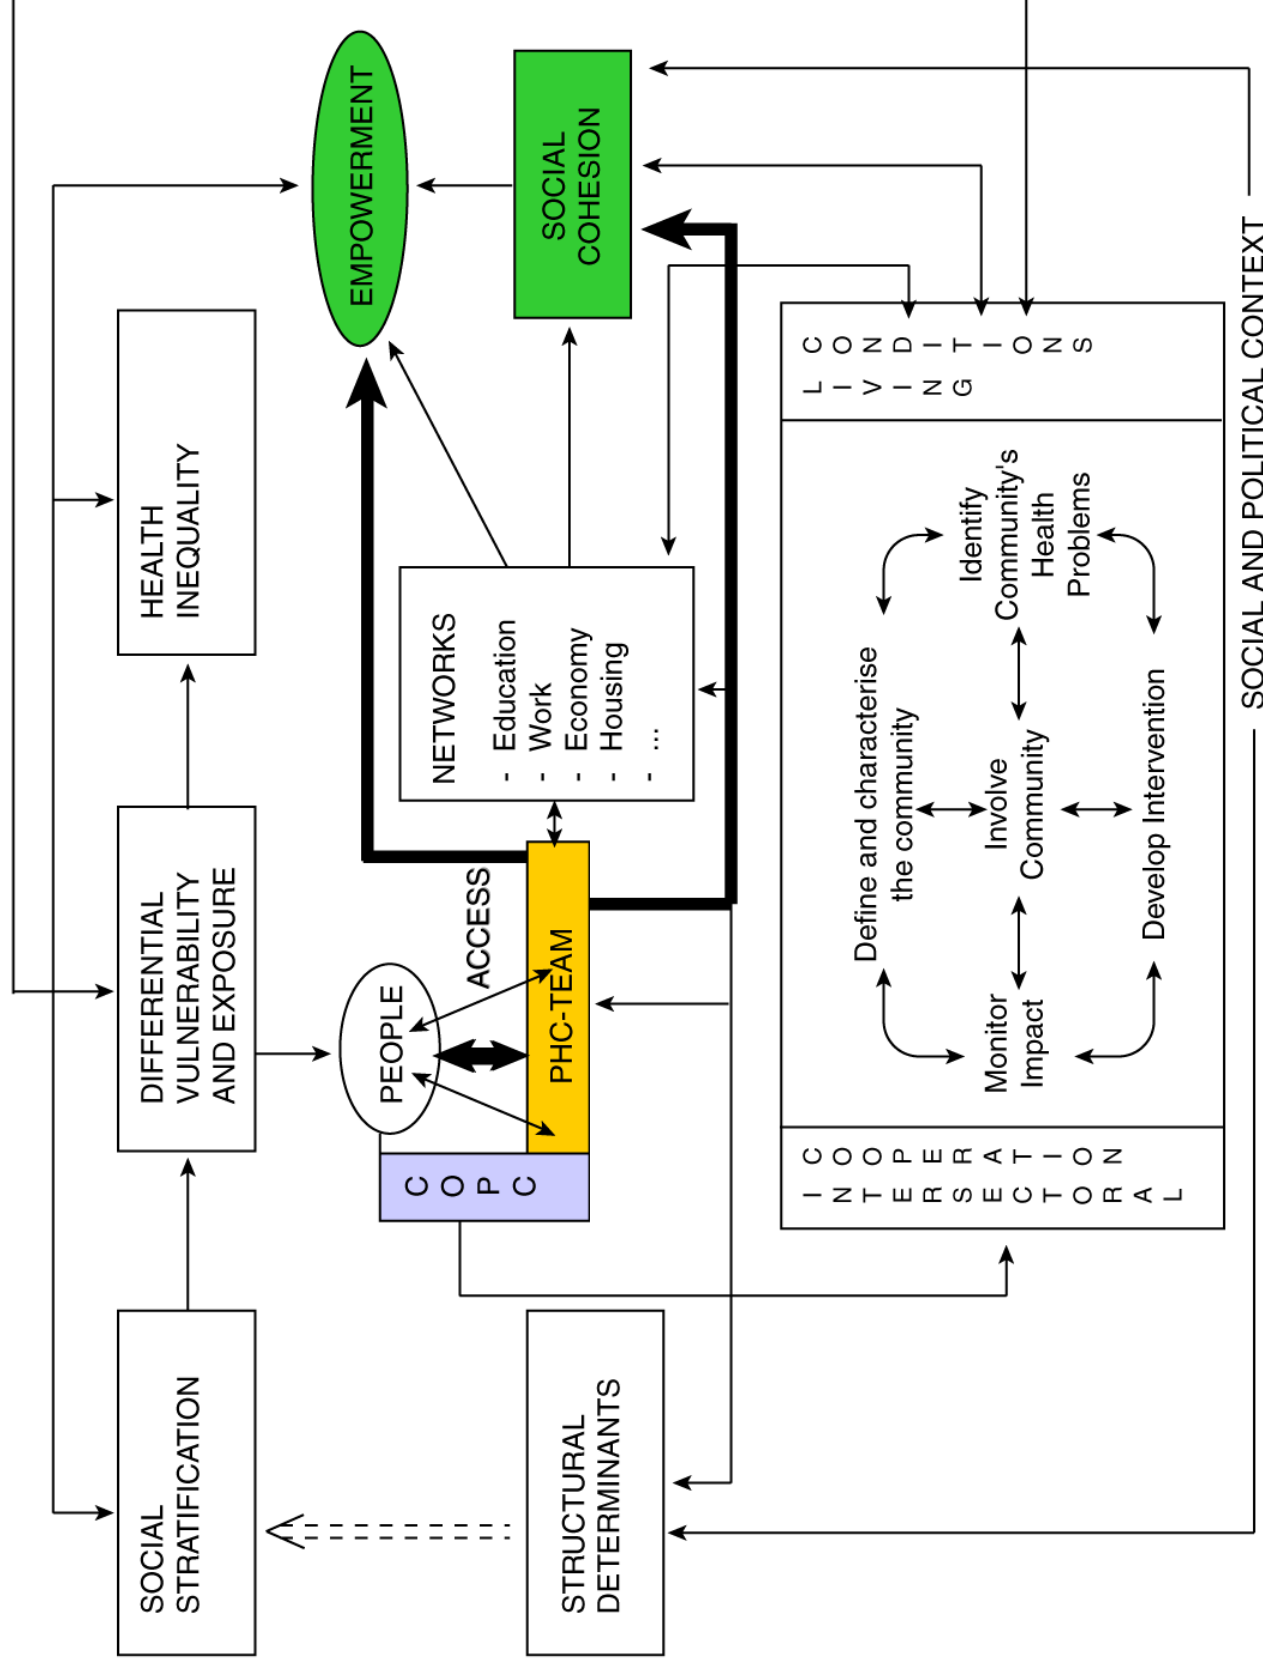 SOCIAL
STRATIFICATION
DIFFERENTIAL
VULNERABILITY
AND EXPOSURE
HEALTH
INEQUALITY
EMPOWERMENT
PEOPLE
ACCESS
COPC
PHC-TEAM
NETWORKS
- Education
- Work
- Economy
- Housing
- ...
SOCIAL
COHESION
STRUCTURAL
DETERMINANTS
INTERSECTORAL
COOPERATION
Define and characterise
the community
Monitor
Impact
Involve
Community
Identify
Community's
Health
Problems
Develop Intervention
LIVING
CONDITIONS
SOCIAL AND POLITICAL CONTEXT